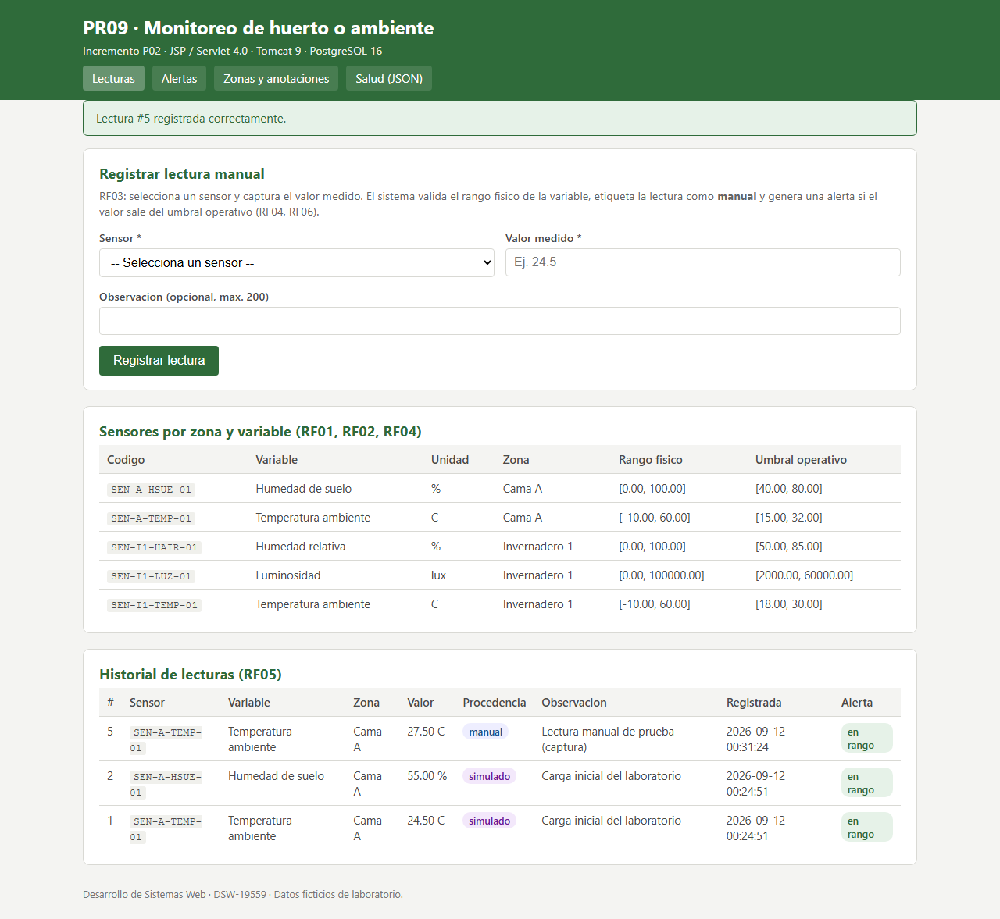 PR09 · Monitoreo de huerto o ambiente
Incremento P02 · JSP / Servlet 4.0 · Tomcat 9 · PostgreSQL 16
Lecturas Alertas Zonas y anotaciones Salud (JSON)
Lectura #5 registrada correctamente.
Registrar lectura manual
RF03: selecciona un sensor y captura el valor medido. El sistema valida el rango fisico de la variable, etiqueta la lectura como manual y genera una alerta si el
valor sale del umbral operativo (RF04, RF06).
Sensor * Valor medido *
-- Selecciona un sensor -- Ej. 24.5
Observacion (opcional, max. 200)
Registrar lectura
Sensores por zona y variable (RF01, RF02, RF04)
Codigo Variable Unidad Zona Rango fisico Umbral operativo
SEN-A-HSUE-01 Humedad de suelo % Cama A [0.00, 100.00] [40.00, 80.00]
SEN-A-TEMP-01 Temperatura ambiente C Cama A [-10.00, 60.00] [15.00, 32.00]
SEN-I1-HAIR-01 Humedad relativa % Invernadero 1 [0.00, 100.00] [50.00, 85.00]
SEN-I1-LUZ-01 Luminosidad lux Invernadero 1 [0.00, 100000.00] [2000.00, 60000.00]
SEN-I1-TEMP-01 Temperatura ambiente C Invernadero 1 [-10.00, 60.00] [18.00, 30.00]
Historial de lecturas (RF05)
# Sensor Variable Zona Valor Procedencia Observacion Registrada Alerta
5 SEN-A-TEMP- Temperatura Cama 27.50 C manual Lectura manual de prueba 2026-09-12 en
01 ambiente A (captura) 00:31:24 rango
2 SEN-A-HSUE- Humedad de suelo Cama 55.00 % simulado Carga inicial del laboratorio 2026-09-12 en
01 A 00:24:51 rango
1 SEN-A-TEMP- Temperatura Cama 24.50 C simulado Carga inicial del laboratorio 2026-09-12 en
01 ambiente A 00:24:51 rango
Desarrollo de Sistemas Web · DSW-19559 · Datos ficticios de laboratorio.